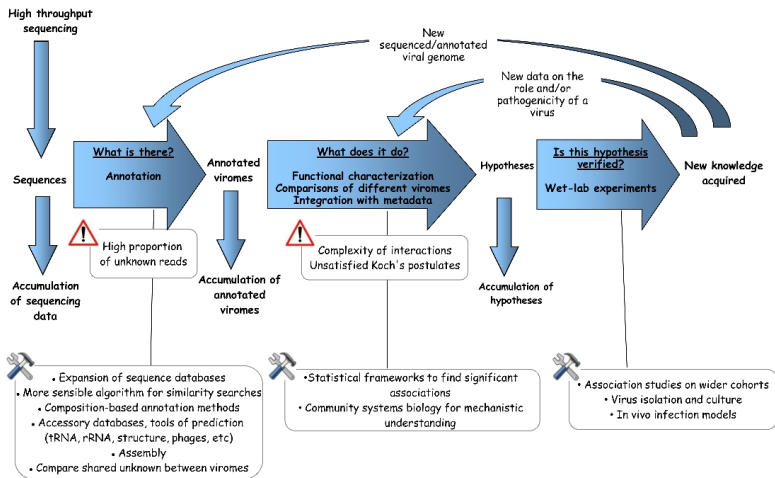 High throughput
sequencing
New
sequenced/annotated
viral genome
New data on the
role and/or
pathogenicity of a
virus
What is there?
Annotation
What does it do?
Functional characterization
Comparisons of different viromes
Integration with metadata
Is this hypothesis
verified?
Wet-lab experiments
Sequences
Annotated
viromes
Hypotheses
New knowledge
acquired
High proportion
of unknown reads
Complexity of interactions
Unsatisfied Koch's postulates
Accumulation
of sequencing
data
Accumulation of
annotated
viromes
Accumulation
of hypotheses
• Expansion of sequence databases
• More sensible algorithm for similarity searches
• Composition-based annotation methods
• Accessory databases, tools of prediction
(tRNA, rRNA, structure, phages, etc)
• Assembly
• Compare shared unknown between viromes
• Statistical frameworks to find significant
associations
• Community systems biology for mechanistic
understanding
• Association studies on wider cohorts
• Virus isolation and culture
• In vivo infection models